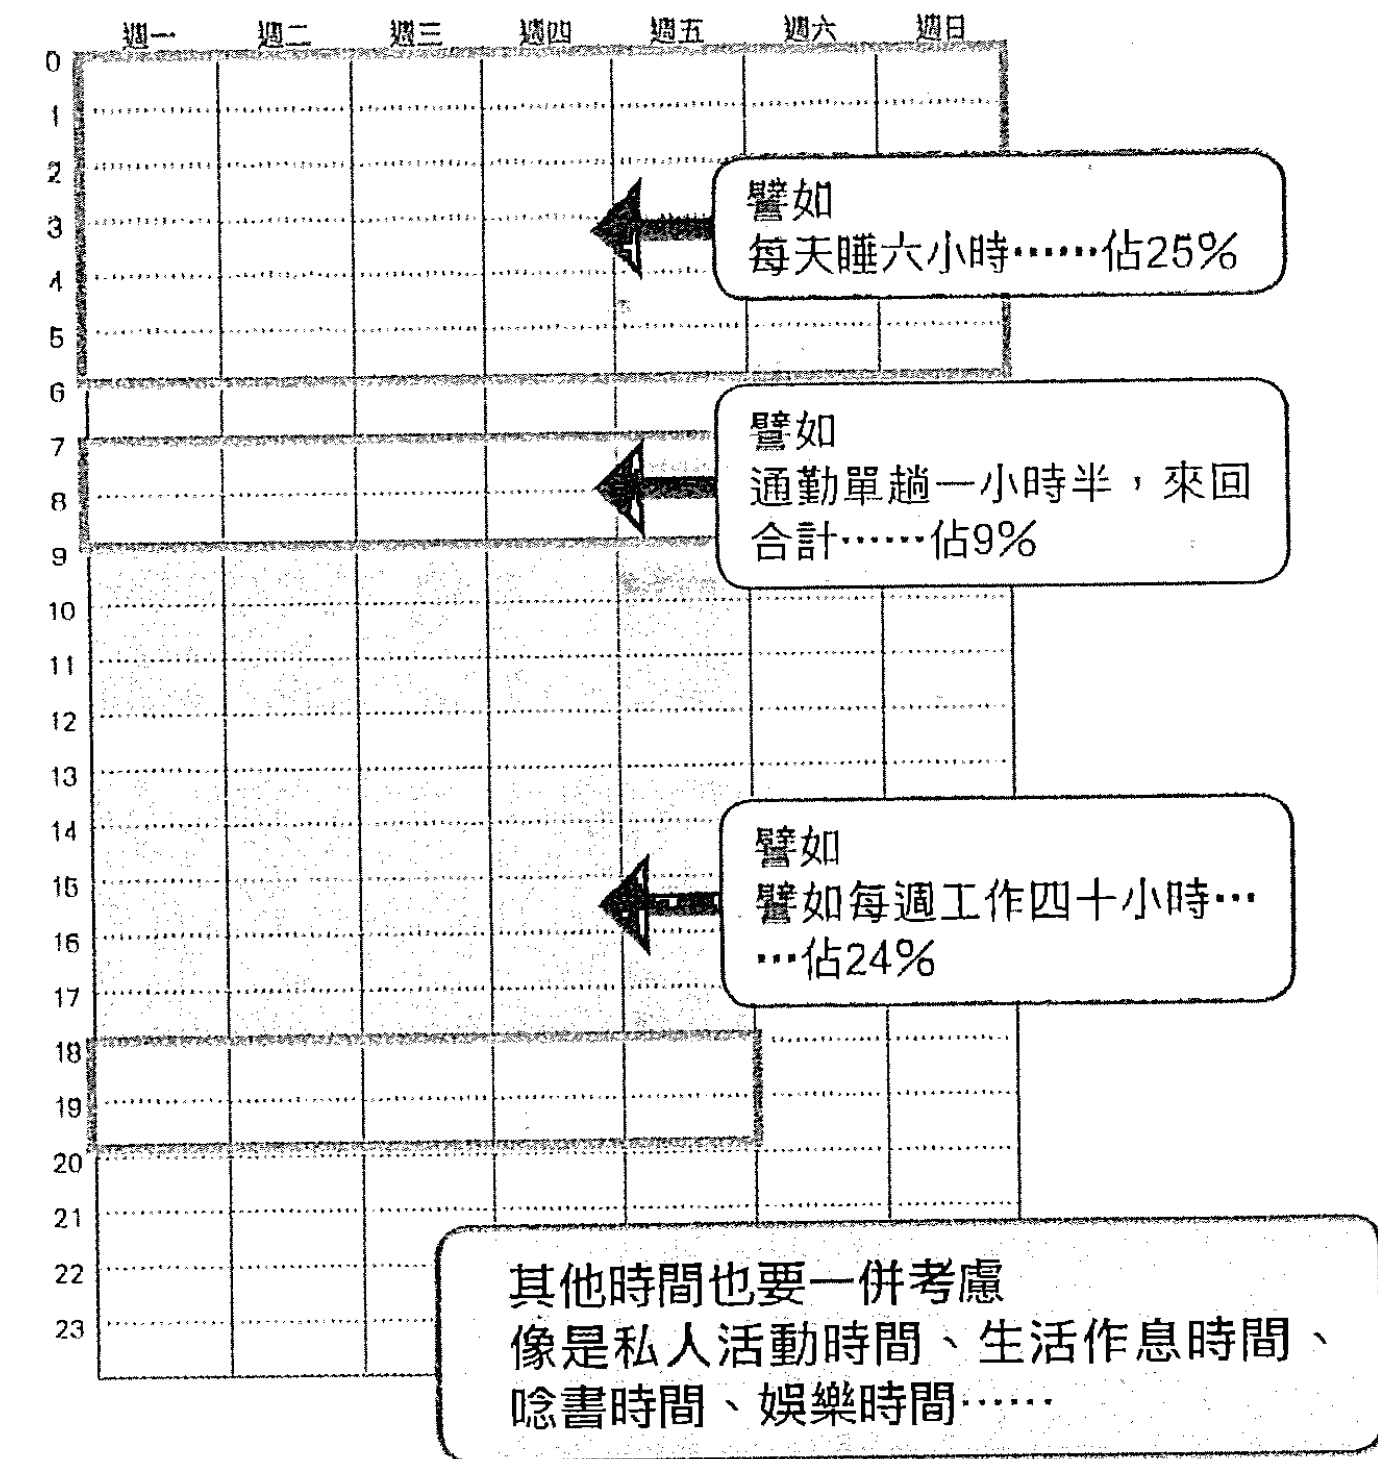 週一 週二 週三 週四 週五 週六 週日
0
1
2
3
4
5
6
7
8
9
10
11
12
13
14
15
16
17
18
19
20
21
22
23
譬如
每天睡六小時⋯⋯佔25%
譬如
通勤單趟一小時半，來回
合計⋯⋯佔9%
譬如
譬如每週工作四十小時⋯
⋯佔24%
其他時間也要一併考慮
像是私人活動時間、生活作息時間、
唸書時間、娛樂時間⋯⋯